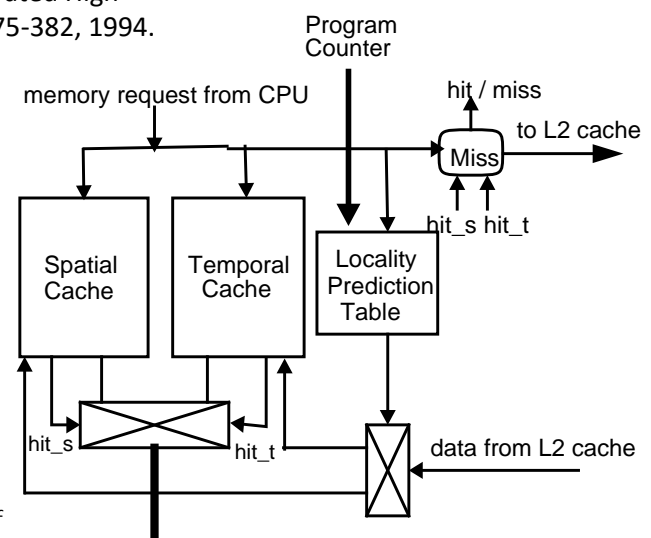 ated High
75-382, 1994.
Program
Counter
memory request from CPU
hit / miss
to L2 cache
Miss
hit_s hit_t
Spatial
Cache
Temporal
Cache
Locality
Prediction
Table
hit_s
hit_t
data from L2 cache